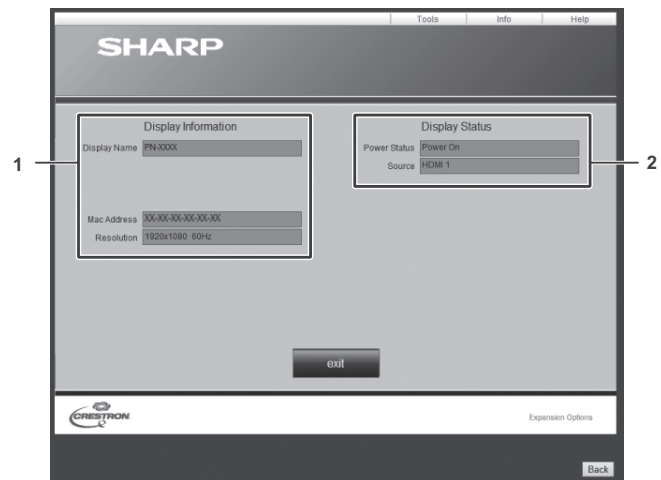 Tools Info Help
SHARP
Display Information
Display Name PN-XXXX
Mac Address XX-XX-XX-XX-XX-XX
Resolution 1920x1080 60Hz
1
Display Status
Power Status Power On
Source HDMI 1
2
exit
CRESTRON
Expansion Options
Back